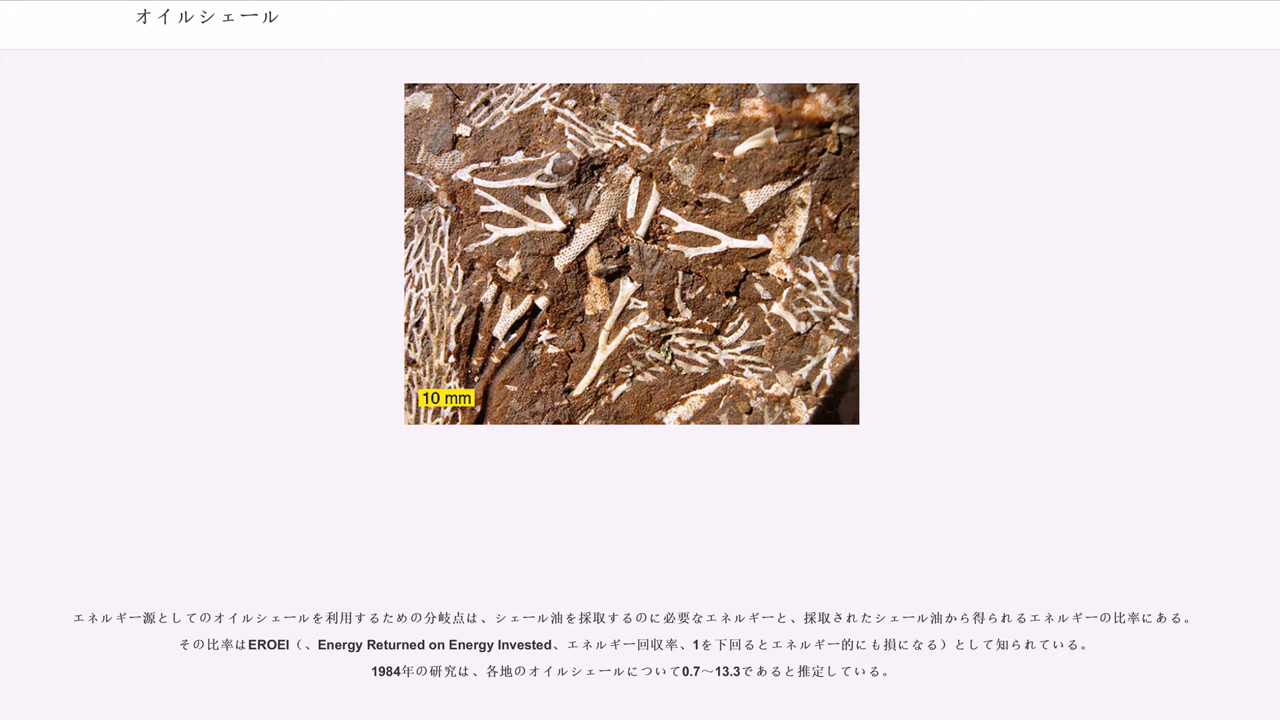 オイルシェール
10 mm
エネルギー源としてのオイルシェールを利用するための分岐点は、シェール油を採取するのに必要なエネルギーと、採取されたシェール油から得られるエネルギーの比率にある。
その比率はEROEI（、Energy Returned on Energy Invested、エネルギー回収率、1を下回るとエネルギー的にも損になる）として知られている。
1984年の研究は、各地のオイルシェールについて0.7〜13.3であると推定している。